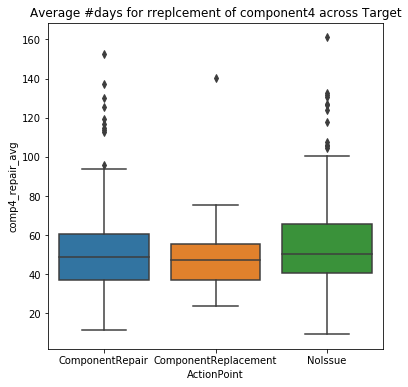 Average #days for rreplcement of component4 across Target
160
140
120
100
80
60
40
20
comp4_repair_avg
ComponentRepair ComponentReplacement NoIssue
ActionPoint